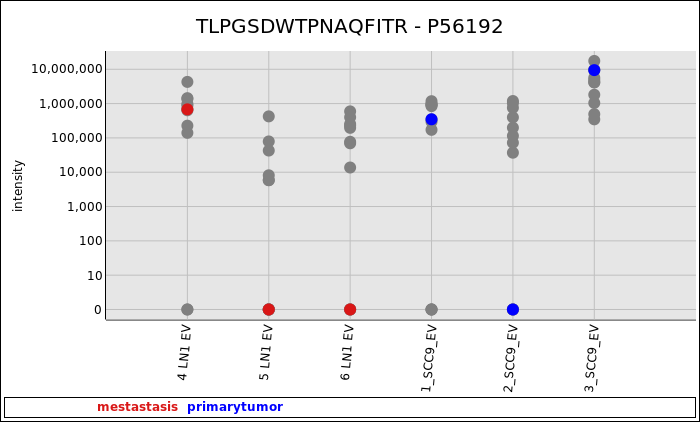 TLPGSDWTPNAQFITR - P56192
10,000,000
1,000,000
100,000
10,000
1,000
100
10
0
intensity
4 LN1 EV
5 LN1 EV
6 LN1 EV
1_SCC9_EV
2_SCC9_EV
3_SCC9_EV
mestastasis primarytumor